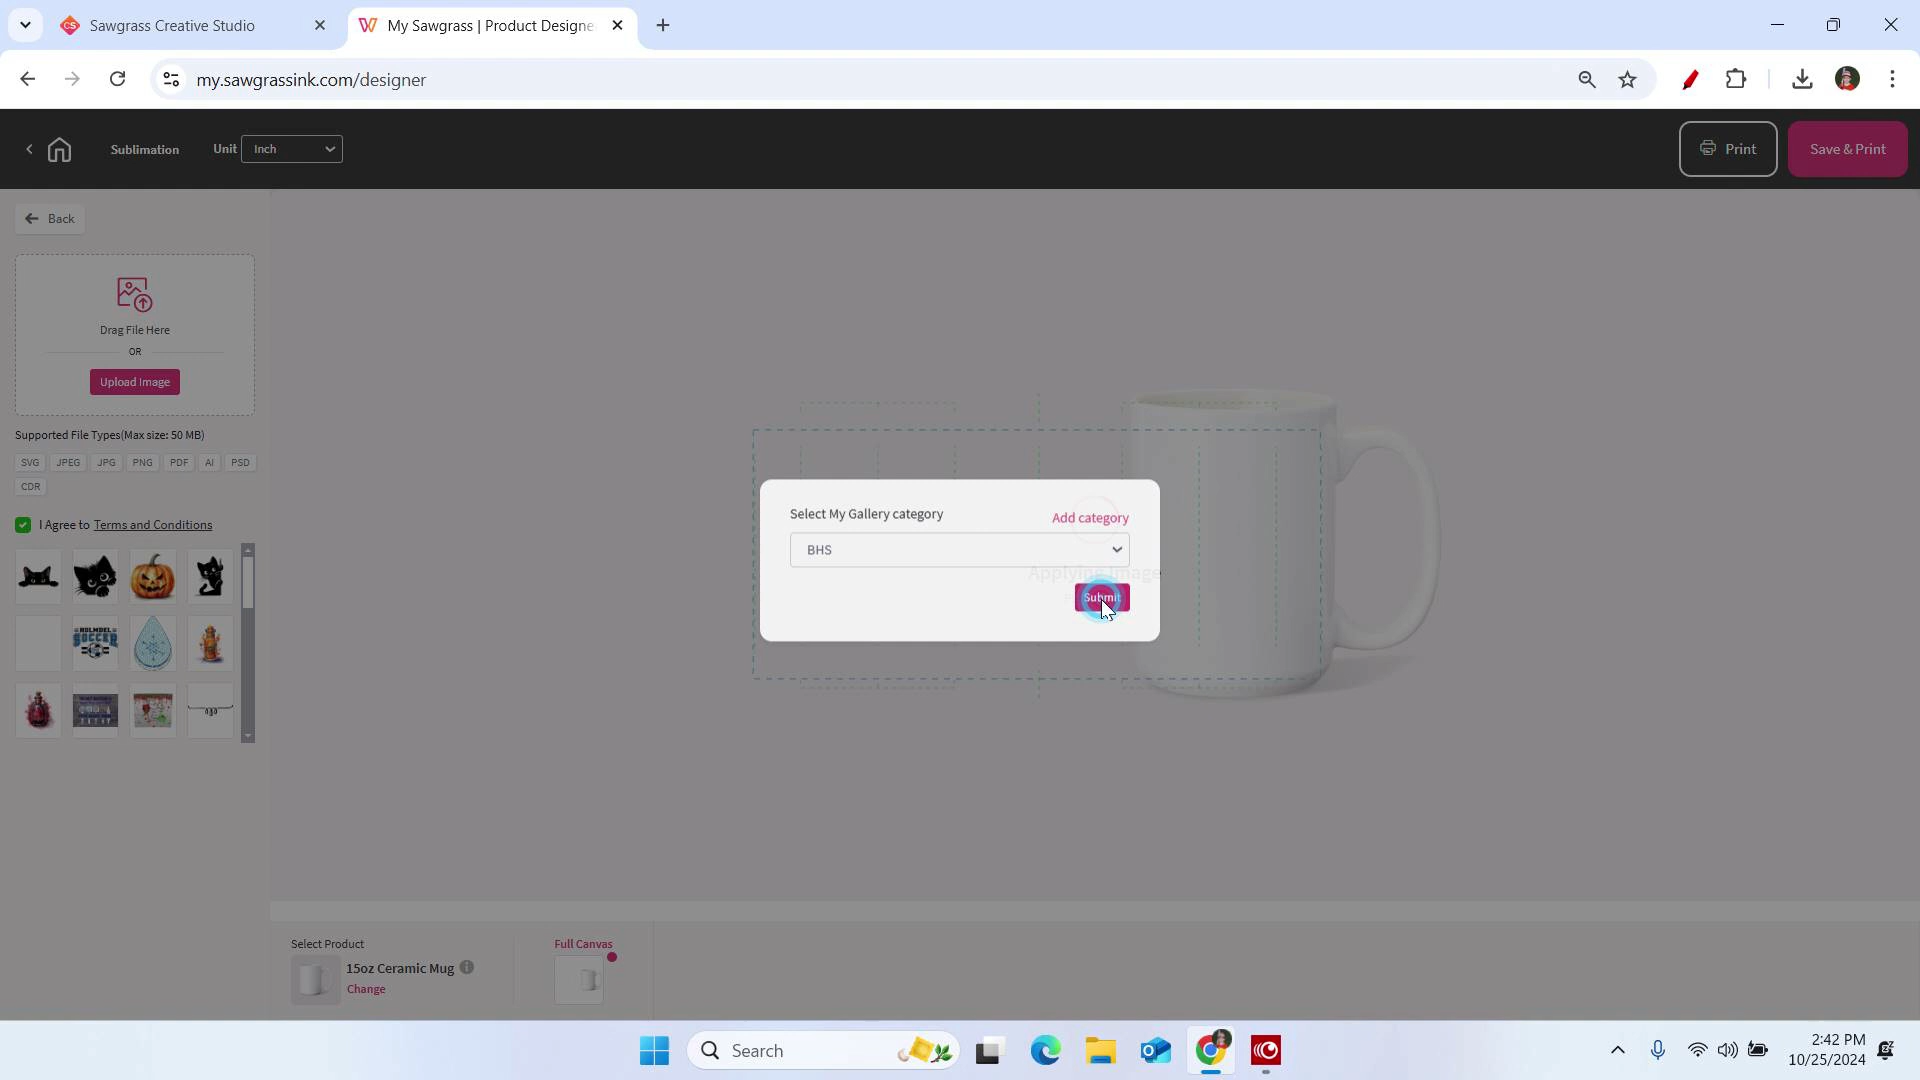 Sawgrass Creative Studio
My Sawgrass | Product Designe
my.sawgrassink.com/designer
Sublimation
Unit
Inch
Print
Save & Print
Back
Drag File Here
OR
Upload Image
Supported File Types(Max size: 50 MB)
SVG
JPEG
JPG
PNG
PDF
AI
PSD
CDR
I Agree to Terms and Conditions
HOLMDEL
SOCCER
Select My Gallery category
Add category
BHS
Applying Image
Submit
Select Product
15oz Ceramic Mug
Change
Full Canvas
Search
2:42 PM
10/25/2024